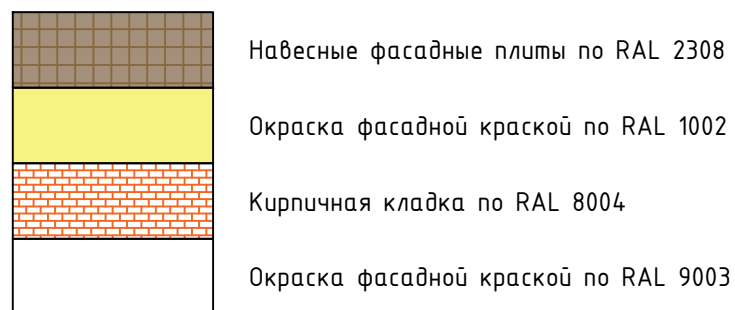 Навесные фасадные плиты по RAL 2308
Окраска фасадной краской по RAL 1002
Кирпичная кладка по RAL 8004
Окраска фасадной краской по RAL 9003